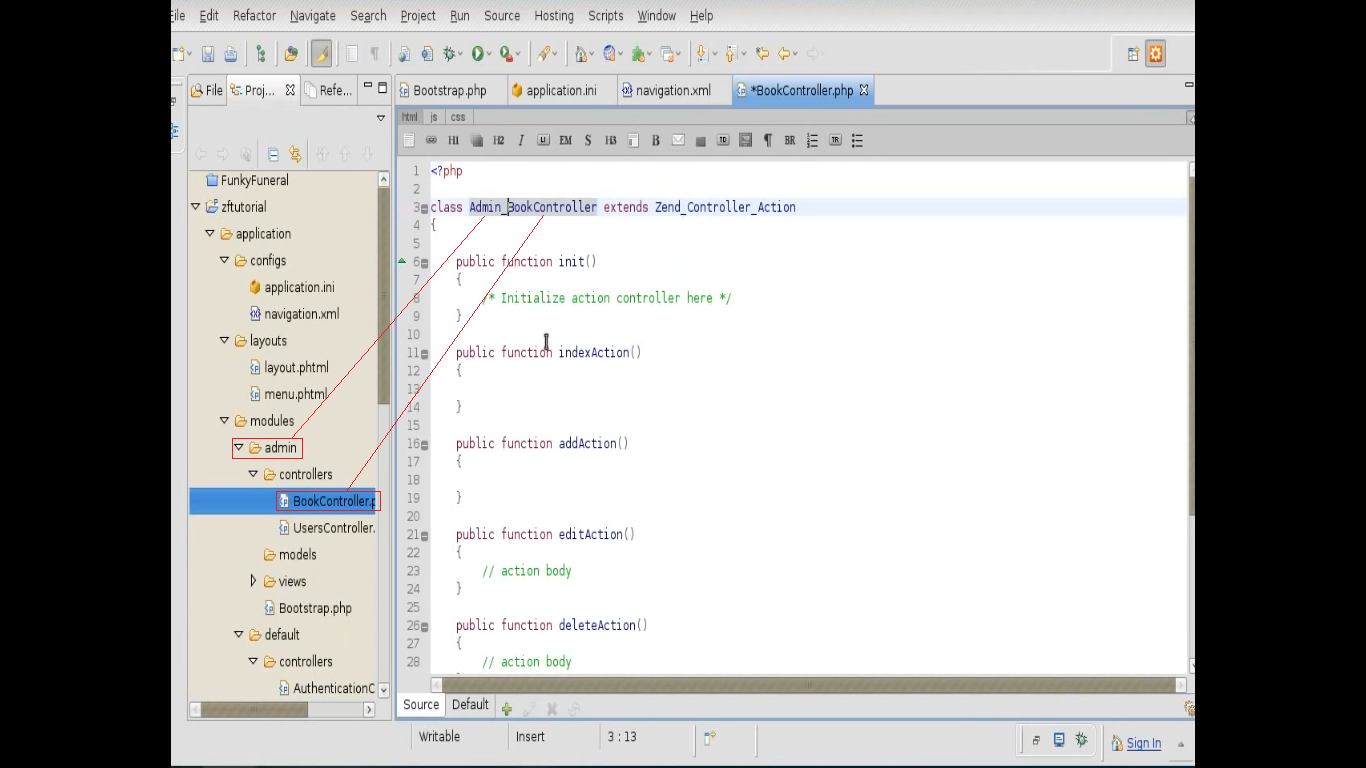 File Edit Refactor Navigate Search Project Run Source Hosting Scripts Window Help
File Proj... Refe...
Bootstrap.php application.ini navigation.xml *BookController.php
html js css
H1 H2 I LI EM S H3 B TD ¶ BR TR
FunkyFuneral
zftutorial
application
configs
application.ini
navigation.xml
layouts
layout.phtml
menu.phtml
modules
admin
controllers
BookController.p
UsersController.
models
views
Bootstrap.php
default
controllers
AuthenticationC
1 <?php
2
3 class Admin_BookController extends Zend_Controller_Action
4 {
5
6 public function init()
7 {
8 /* Initialize action controller here */
9 }
10
11 public function indexAction()
12 {
13
14 }
15
16 public function addAction()
17 {
18
19 }
20
21 public function editAction()
22 {
23 // action body
24 }
25
26 public function deleteAction()
27 {
28 // action body
Source Default
Writable Insert 3 : 13 Sign In